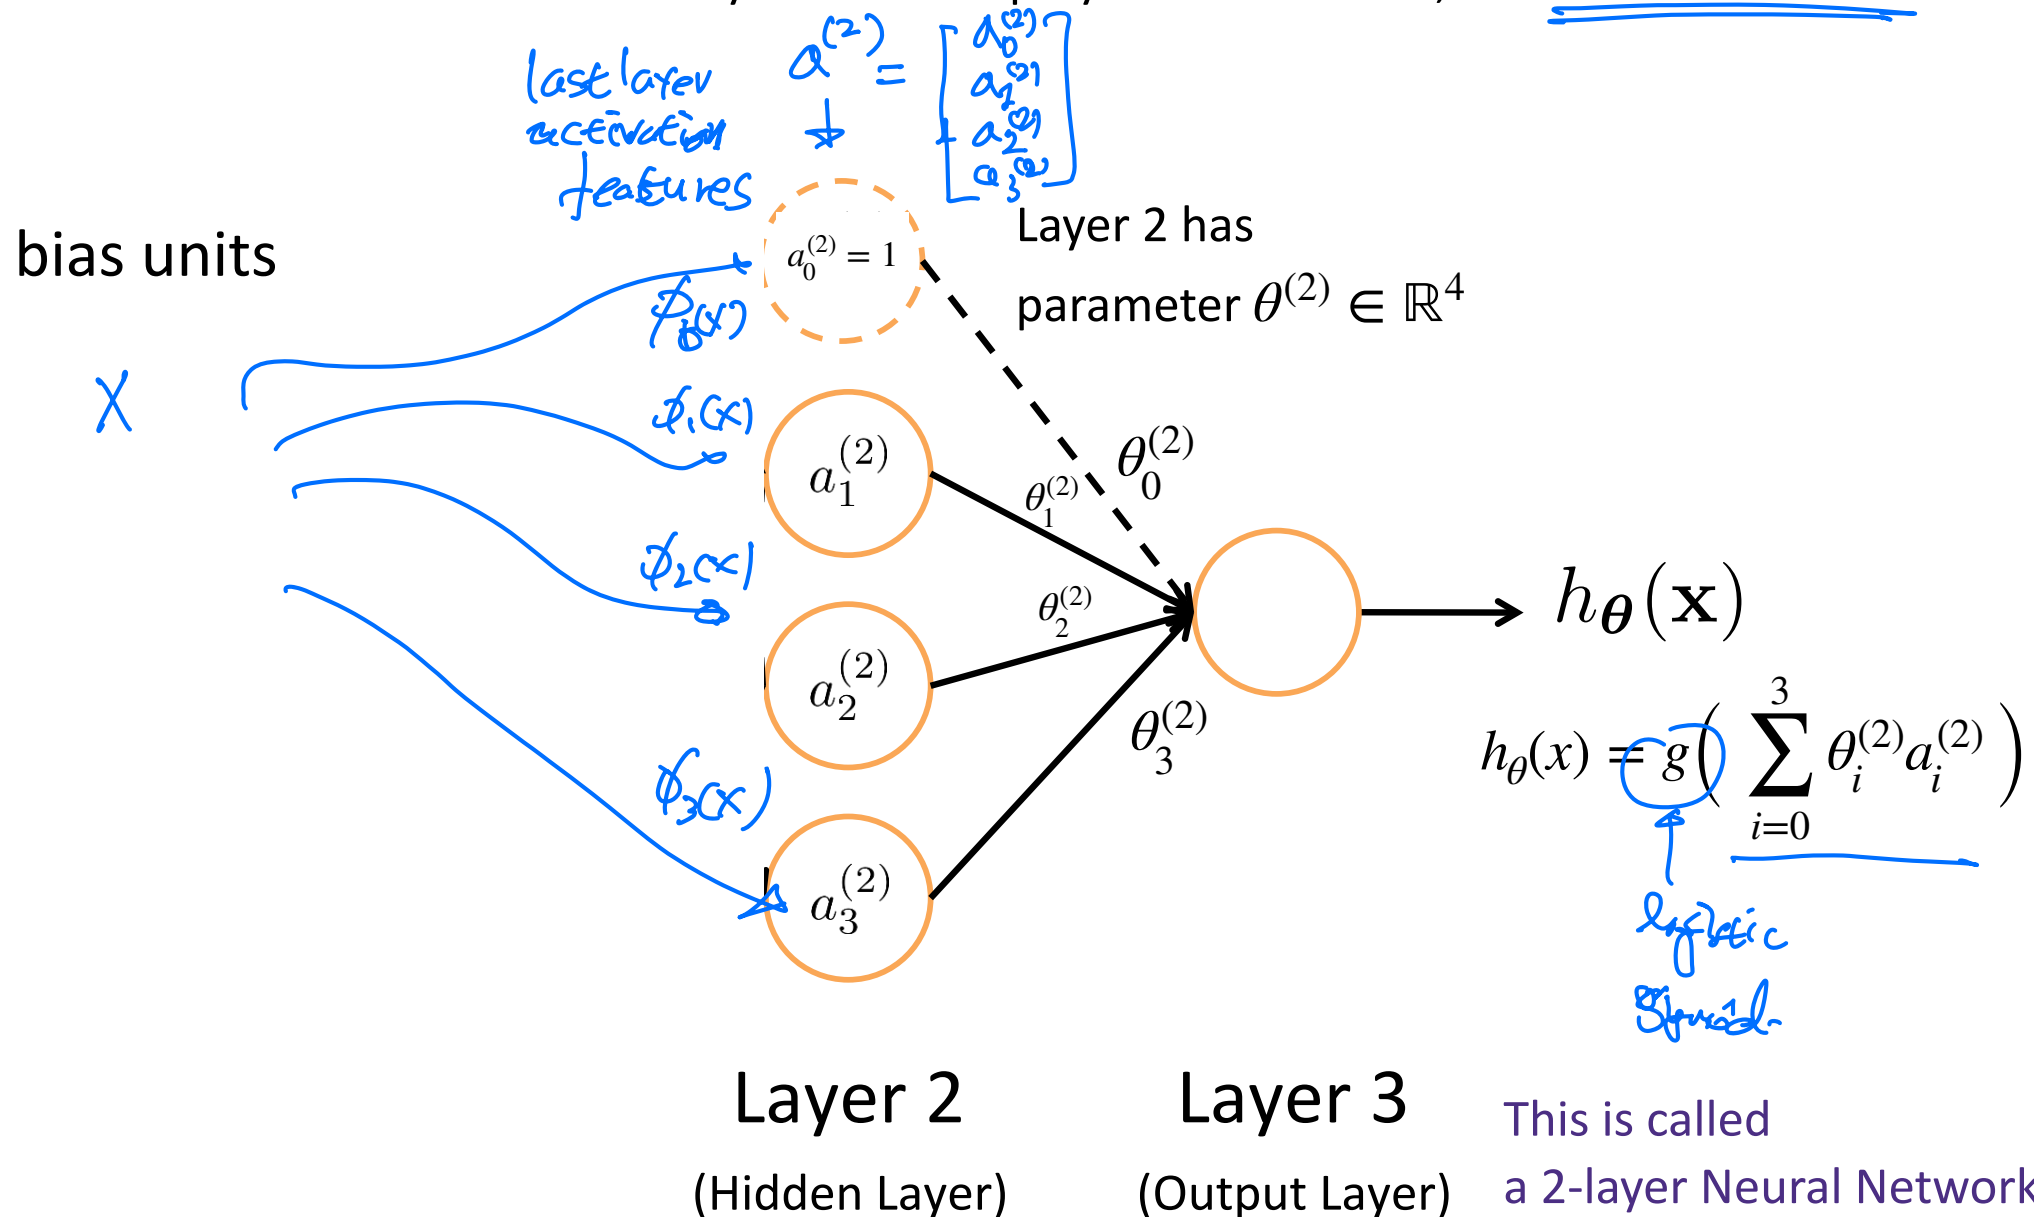 a^{(2)} = [a_0^{(2)} a_1^{(2)} a_2^{(2)} a_3^{(2)}]
last layer
activation
features
bias units
a_0^{(2)} = 1
Layer 2 has
parameter θ^{(2)} ∈ ℝ^4
ϕ_0(x)
X
ϕ_1(x)
a_1^{(2)}
θ_0^{(2)}
θ_1^{(2)}
ϕ_2(x)
θ_2^{(2)}
h_θ(x)
a_2^{(2)}
θ_3^{(2)}
h_θ(x) = g( ∑_{i=0}^{3} θ_i^{(2)} a_i^{(2)} )
ϕ_3(x)
a_3^{(2)}
logistic
sigmoid.
Layer 2
Layer 3
(Hidden Layer)
(Output Layer)
This is called
a 2-layer Neural Network